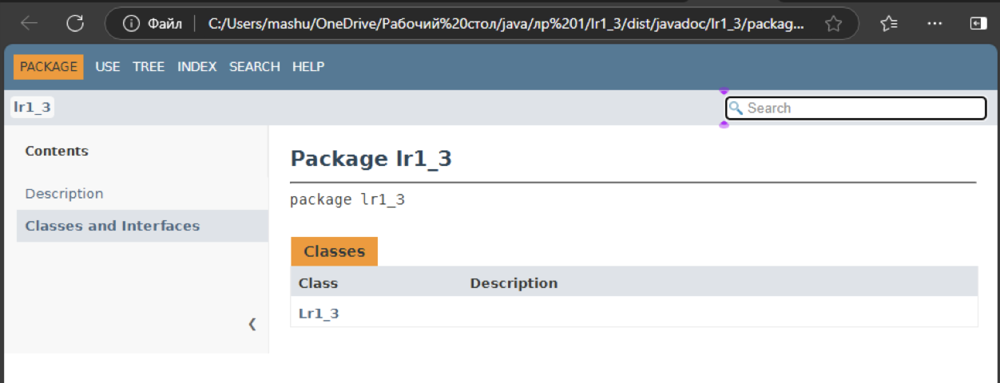 Файл C:/Users/mashu/OneDrive/Рабочий%20стол/java/лр%201/lr1_3/dist/javadoc/lr1_3/packag...
PACKAGE USE TREE INDEX SEARCH HELP
lr1_3
Search
Contents
Description
Classes and Interfaces
Package lr1_3
package lr1_3
Classes
Class Description
Lr1_3